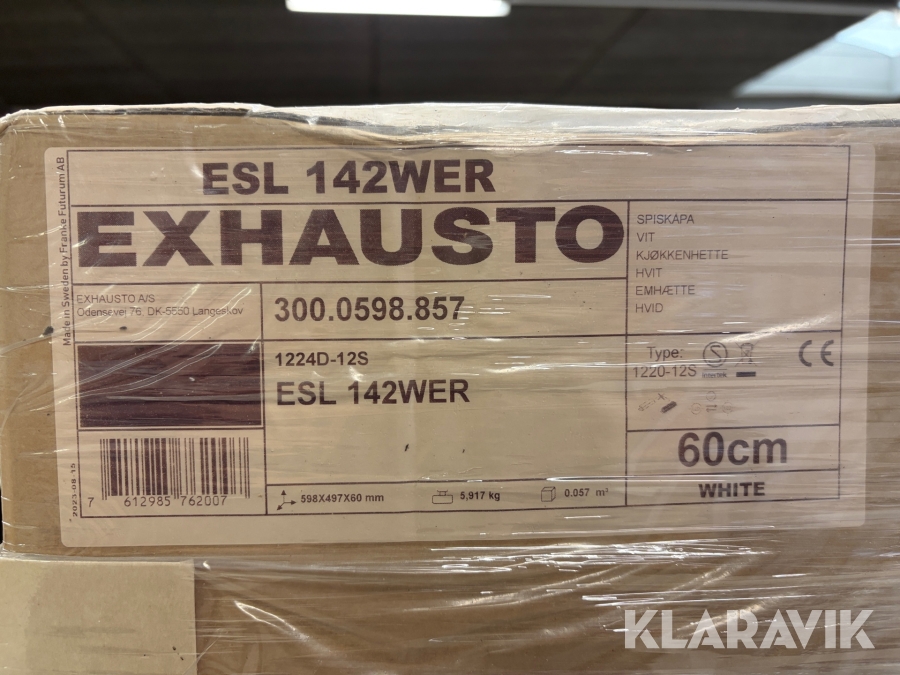 ESL 142WER
EXHAUSTO
SPISKÅPA
VIT
KJØKKENHETTE
HVIT
EMHÆTTE
HVID
Made in Sweden by Franke Futurum AB
EXHAUSTO A/S
Odensevej 76, DK-5550 Langeskov
300.0598.857
1224D-12S
ESL 142WER
Type:
1220-12S
S
CE
7 612985 762007
2023-08-15
598X497X60 mm
5,917 kg
0.057 m³
60cm
WHITE
KLARAVIK